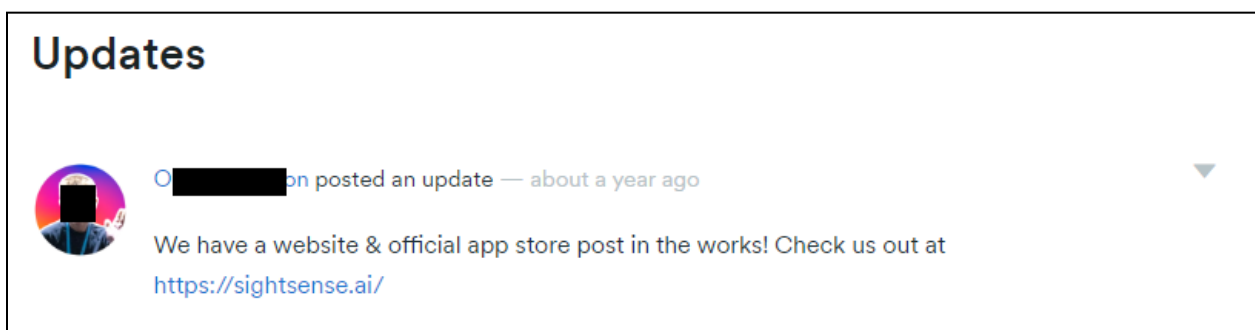 Updates
O on posted an update — about a year ago
We have a website & official app store post in the works! Check us out at
https://sightsense.ai/